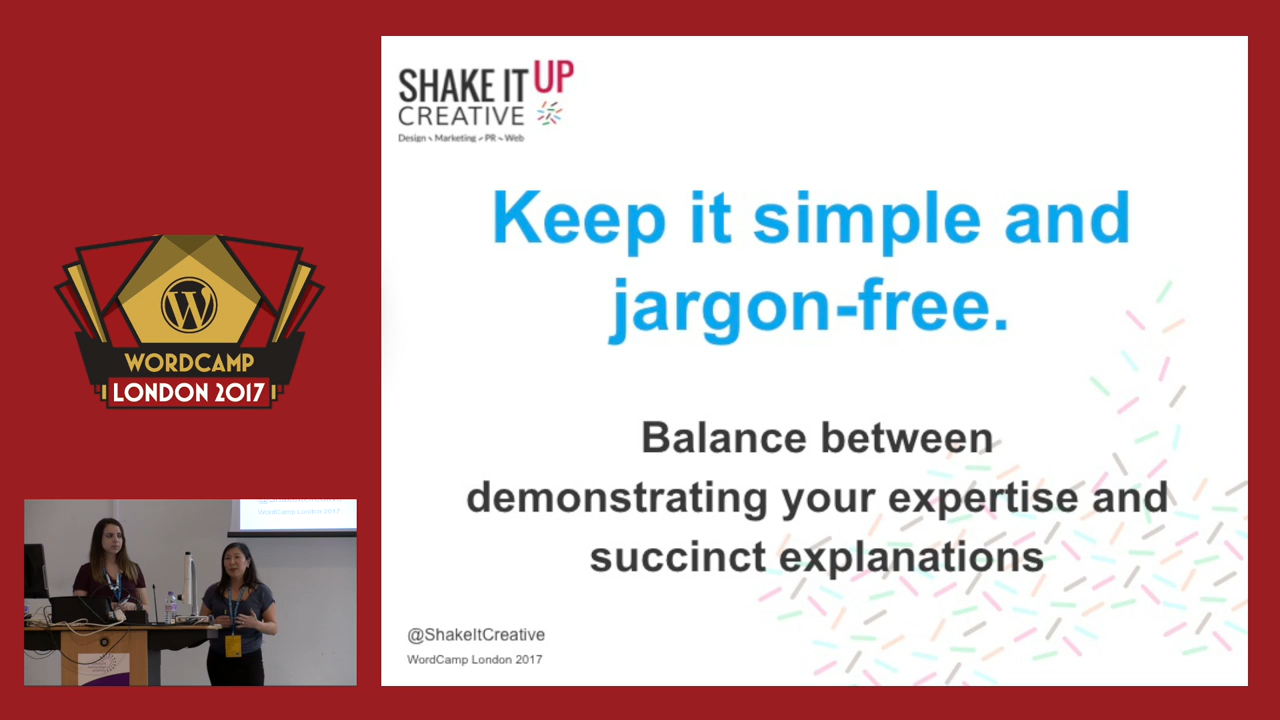 SHAKE IT UP
CREATIVE
Design ~ Marketing ~ PR ~ Web
Keep it simple and
jargon-free.
Balance between
demonstrating your expertise and
succinct explanations
@ShakeItCreative
WordCamp London 2017
W
WORDCAMP
LONDON 2017
WordCamp London 2017